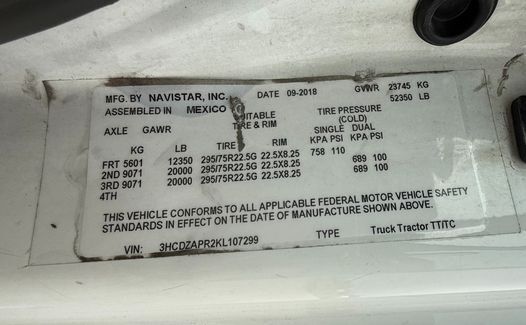 MFG. BY NAVISTAR, INC. DATE 09-2018 GVWR 23745 KG
ASSEMBLED IN MEXICO 52350 LB
SUITABLE TIRE PRESSURE
AXLE GAWR TIRE & RIM (COLD)
KG LB TIRE RIM SINGLE DUAL
KPA PSI KPA PSI
FRT 5601 12350 295/75R22.5G 22.5X8.25 758 110
2ND 9071 20000 295/75R22.5G 22.5X8.25 689 100
3RD 9071 20000 295/75R22.5G 22.5X8.25 689 100
4TH
THIS VEHICLE CONFORMS TO ALL APPLICABLE FEDERAL MOTOR VEHICLE SAFETY
STANDARDS IN EFFECT ON THE DATE OF MANUFACTURE SHOWN ABOVE.
VIN: 3HCDZAPR2KL107299 TYPE Truck Tractor TT/TC